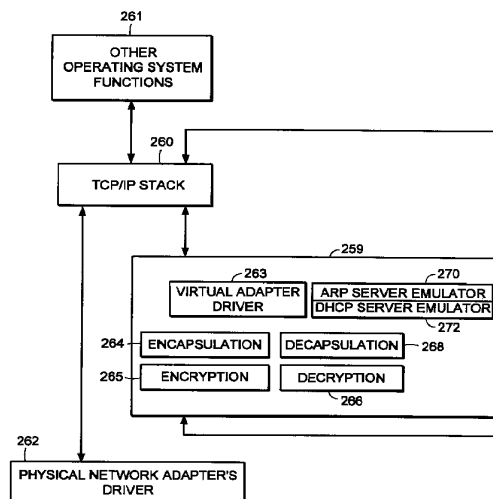 261
OTHER
OPERATING SYSTEM
FUNCTIONS
260
TCP/IP STACK
259
263
VIRTUAL ADAPTER
DRIVER
270
ARP SERVER EMULATOR
DHCP SERVER EMULATOR
272
264
ENCAPSULATION
DECAPSULATION
268
265
ENCRYPTION
DECRYPTION
266
262
PHYSICAL NETWORK ADAPTER'S
DRIVER